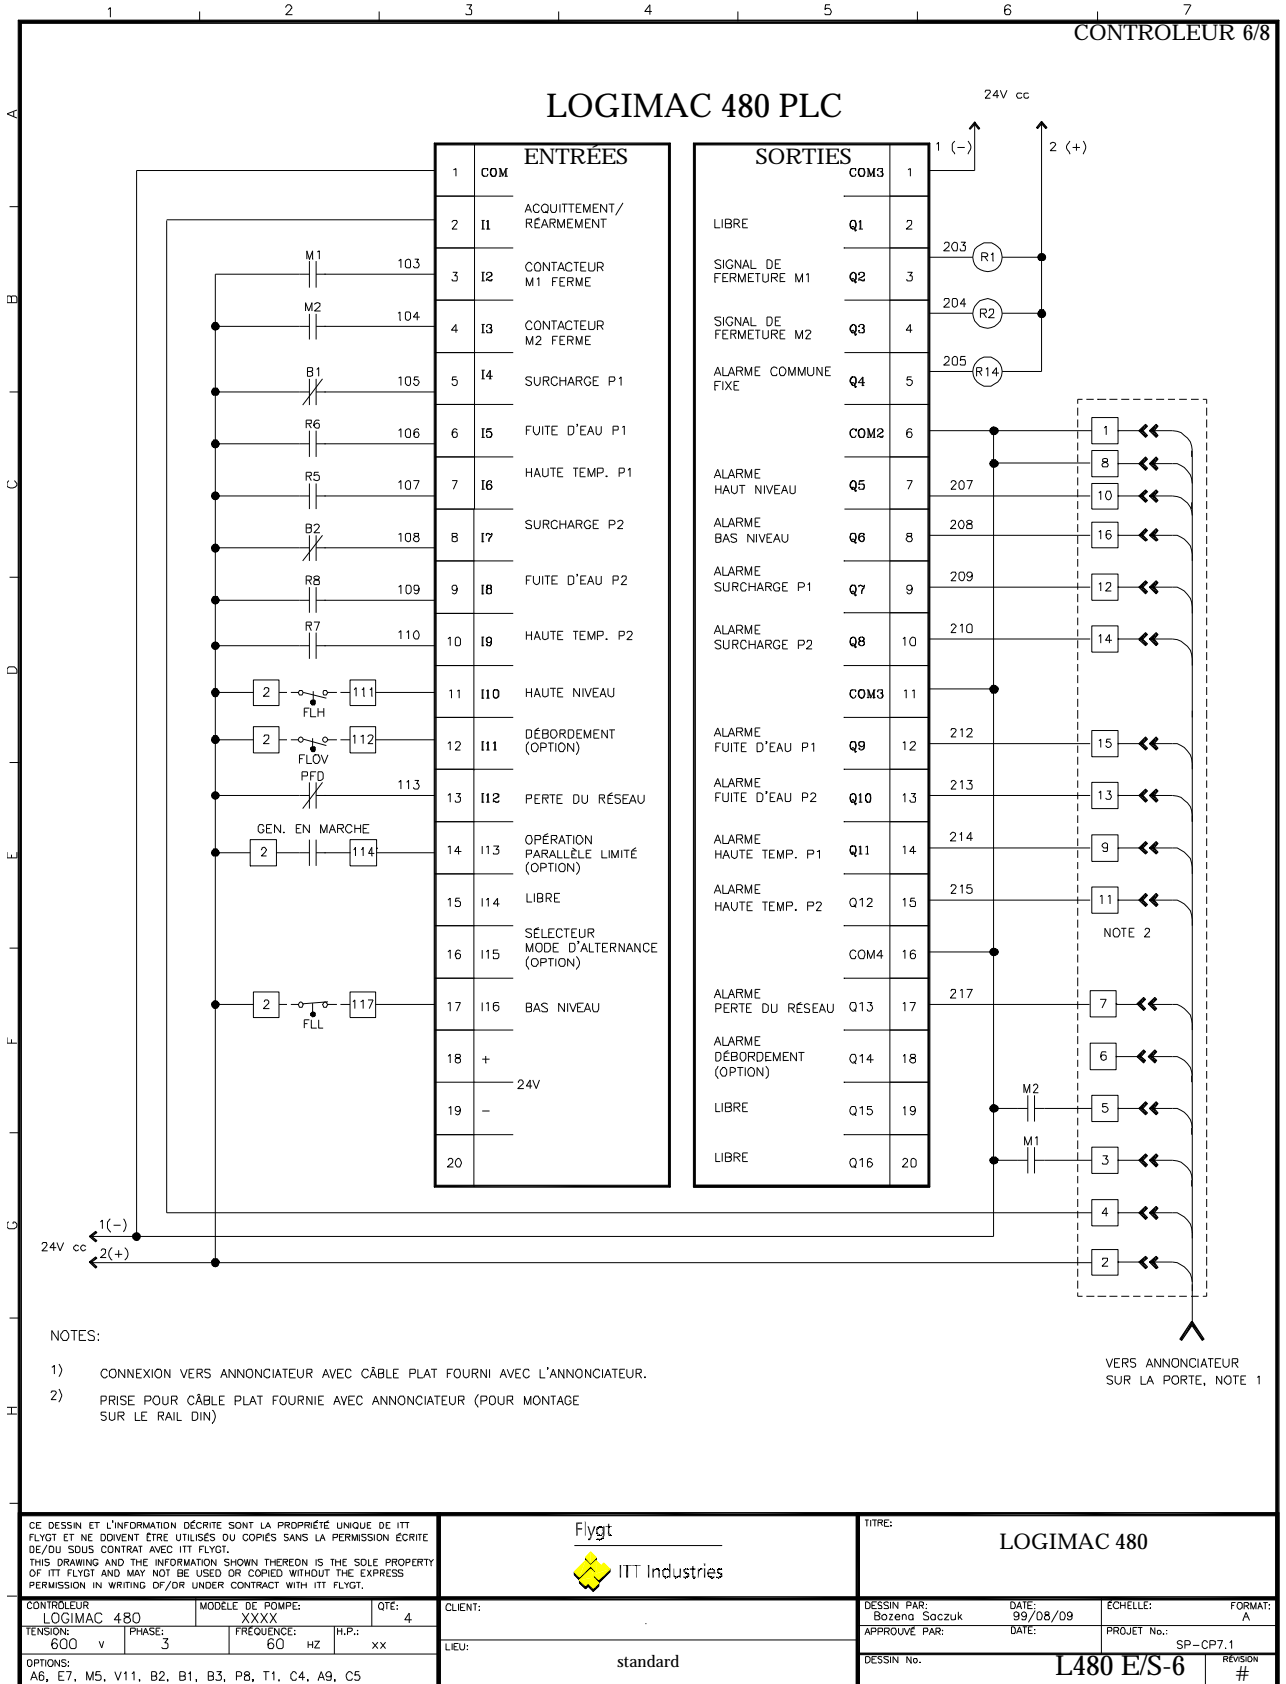 1 2 3 4 5 6 7
CONTROLEUR 6/8
A
B
C
D
E
F
G
H
LOGIMAC 480 PLC
24V cc
1 (-)
2 (+)
ENTRÉES
1 COM
2 I1 ACQUITTEMENT/
RÉARMEMENT
M1 103 3 I2 CONTACTEUR
M1 FERME
M2 104 4 I3 CONTACTEUR
M2 FERME
B1 105 5 I4 SURCHARGE P1
R6 106 6 I5 FUITE D'EAU P1
R5 107 7 I6 HAUTE TEMP. P1
B2 108 8 I7 SURCHARGE P2
R8 109 9 I8 FUITE D'EAU P2
R7 110 10 I9 HAUTE TEMP. P2
2 111 11 I10 HAUTE NIVEAU
FLH
2 112 12 I11 DÉBORDEMENT
(OPTION)
FLOV
PFD 113 13 I12 PERTE DU RÉSEAU
GEN. EN MARCHE
2 114 14 I13 OPÉRATION
PARALLÈLE LIMITÉ
(OPTION)
15 I14 LIBRE
16 I15 SÉLECTEUR
MODE D'ALTERNANCE
(OPTION)
2 117 17 I16 BAS NIVEAU
FLL
18 +
24V
19 -
20
SORTIES
COM3 1
LIBRE Q1 2
SIGNAL DE
FERMETURE M1 Q2 3 203 R1
SIGNAL DE
FERMETURE M2 Q3 4 204 R2
ALARME COMMUNE
FIXE Q4 5 205 R14
COM2 6 1
8
ALARME
HAUT NIVEAU Q5 7 207 10
ALARME
BAS NIVEAU Q6 8 208 16
ALARME
SURCHARGE P1 Q7 9 209 12
ALARME
SURCHARGE P2 Q8 10 210 14
COM3 11
ALARME
FUITE D'EAU P1 Q9 12 212 15
ALARME
FUITE D'EAU P2 Q10 13 213 13
ALARME
HAUTE TEMP. P1 Q11 14 214 9
ALARME
HAUTE TEMP. P2 Q12 15 215 11
NOTE 2
COM4 16
ALARME
PERTE DU RÉSEAU Q13 17 217 7
ALARME
DÉBORDEMENT
(OPTION) Q14 18 6
LIBRE Q15 19 M2 5
LIBRE Q16 20 M1 3
4
2
24V cc
1(-)
2(+)
VERS ANNONCIATEUR
SUR LA PORTE, NOTE 1
NOTES:
1) CONNEXION VERS ANNONCIATEUR AVEC CÂBLE PLAT FOURNI AVEC L'ANNONCIATEUR.
2) PRISE POUR CÂBLE PLAT FOURNIE AVEC ANNONCIATEUR (POUR MONTAGE
SUR LE RAIL DIN)
CE DESSIN ET L'INFORMATION DÉCRITE SONT LA PROPRIÉTÉ UNIQUE DE ITT
FLYGT ET NE DOIVENT ÊTRE UTILISÉS OU COPIÉS SANS LA PERMISSION ÉCRITE
DE/OU SOUS CONTRAT AVEC ITT FLYGT.
THIS DRAWING AND THE INFORMATION SHOWN THEREON IS THE SOLE PROPERTY
OF ITT FLYGT AND MAY NOT BE USED OR COPIED WITHOUT THE EXPRESS
PERMISSION IN WRITING OF/OR UNDER CONTRACT WITH ITT FLYGT.
CONTRÔLEUR
LOGIMAC 480
MODÈLE DE POMPE:
XXXX
QTÉ:
4
TENSION:
600 V
PHASE:
3
FRÉQUENCE:
60 HZ
H.P.:
xx
OPTIONS:
A6, E7, M5, V11, B2, B1, B3, P8, T1, C4, A9, C5
Flygt
ITT Industries
CLIENT:
.
LIEU:
standard
TITRE:
LOGIMAC 480
DESSIN PAR:
Bozena Saczuk
DATE:
99/08/09
ÉCHELLE:
FORMAT:
A
APPROUVÉ PAR:
DATE:
PROJET No.:
SP-CP7.1
DESSIN No.
L480 E/S-6
RÉVISION
#